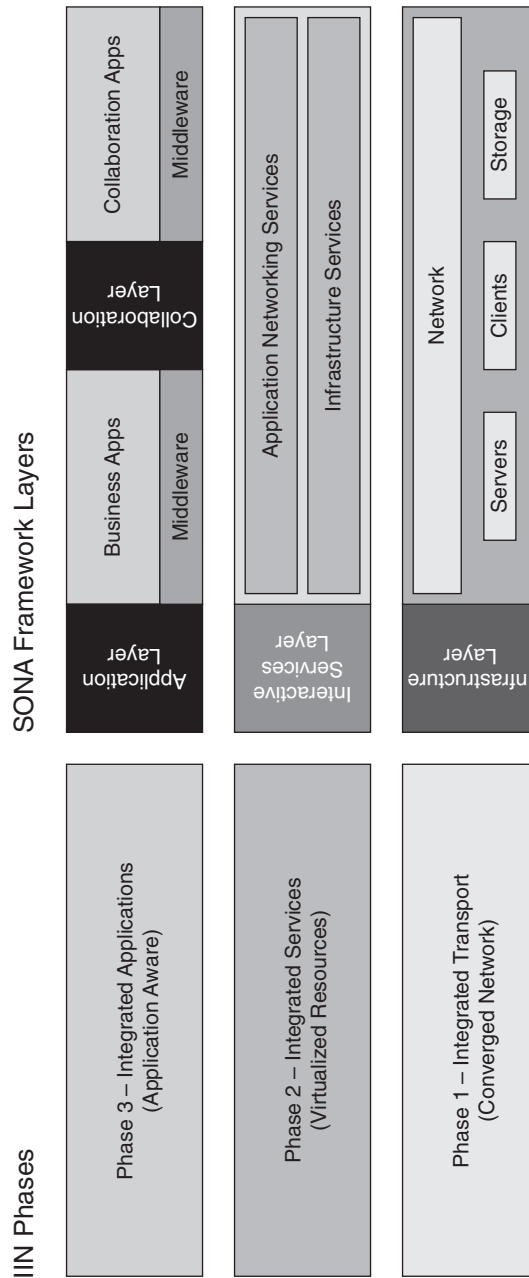 IIN Phases
SONA Framework Layers
Phase 3 – Integrated Applications
(Application Aware)
Application
Layer
Business Apps
Middleware
Collaboration
Layer
Collaboration Apps
Middleware
Phase 2 – Integrated Services
(Virtualized Resources)
Interactive
Services
Layer
Application Networking Services
Infrastructure Services
Phase 1 – Integrated Transport
(Converged Network)
Infrastructure
Layer
Network
Servers
Clients
Storage